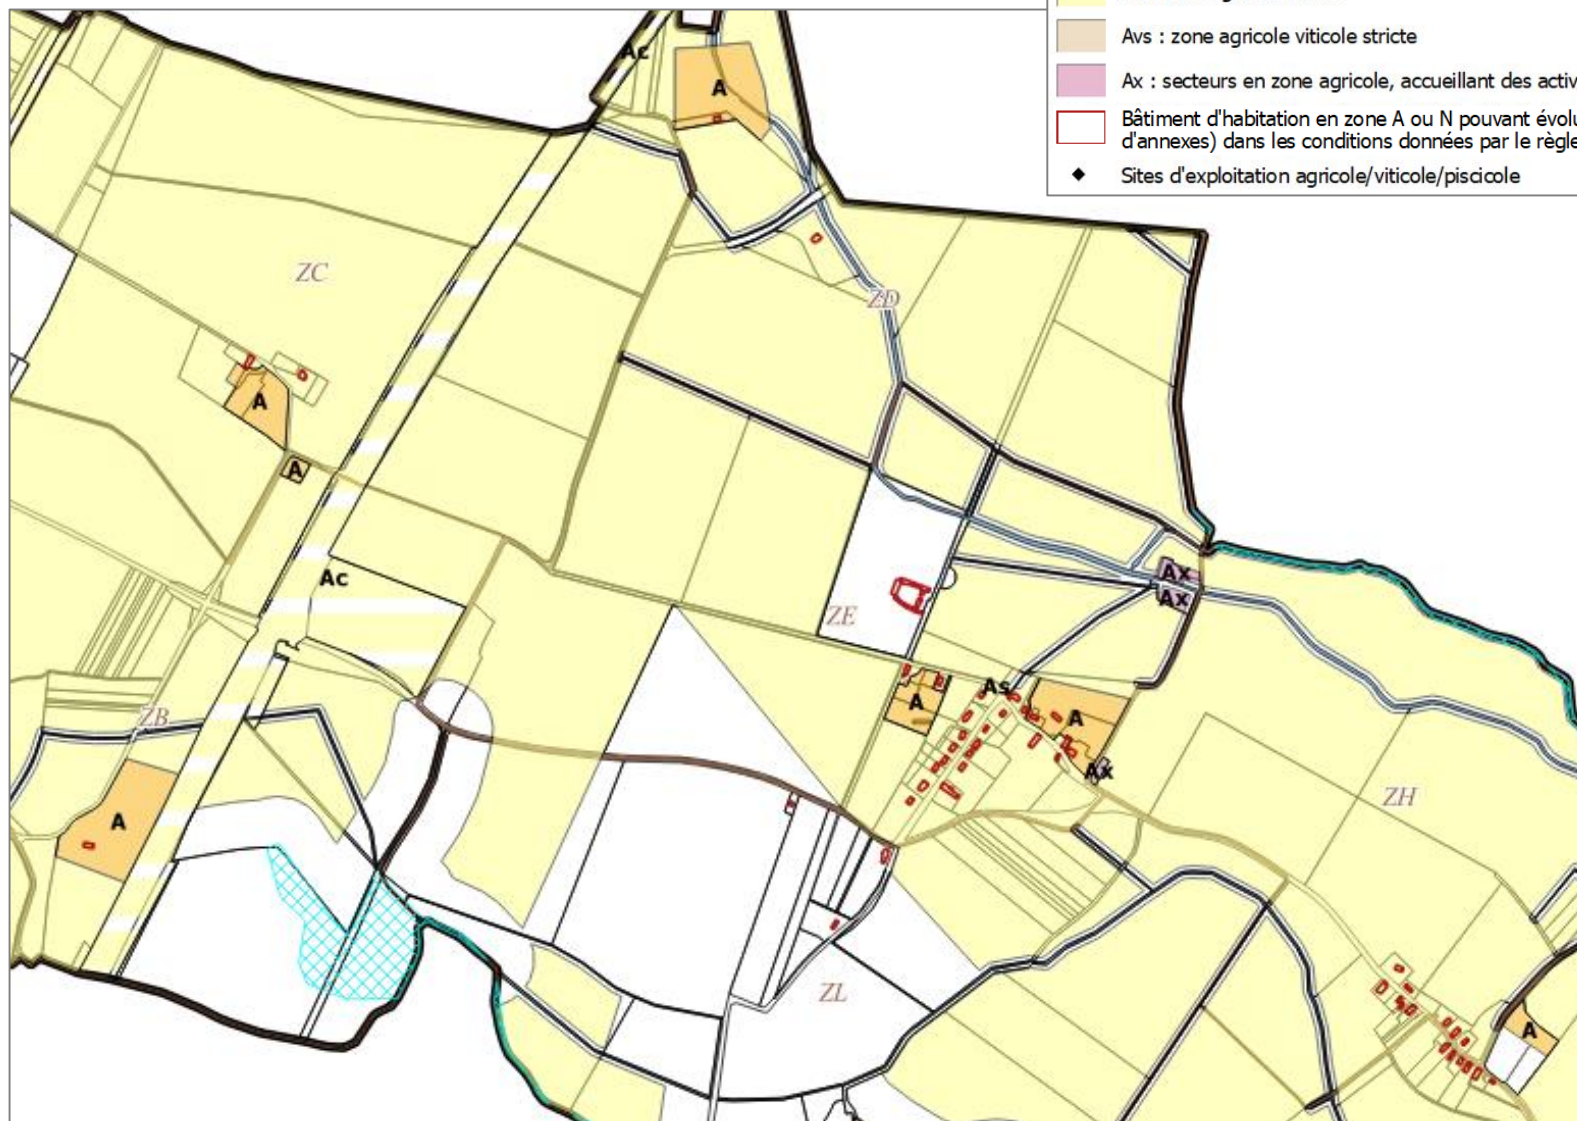 Avs : zone agricole viticole stricte
Ax : secteurs en zone agricole, accueillant des activ
Bâtiment d'habitation en zone A ou N pouvant évolu
d'annexes) dans les conditions données par le règle
Sites d'exploitation agricole/viticole/piscicole
Ac
A
ZC
ZD
A
A
Ac
Ax
Ax
ZE
As
A
A
ZB
Ax
ZH
A
ZL
A